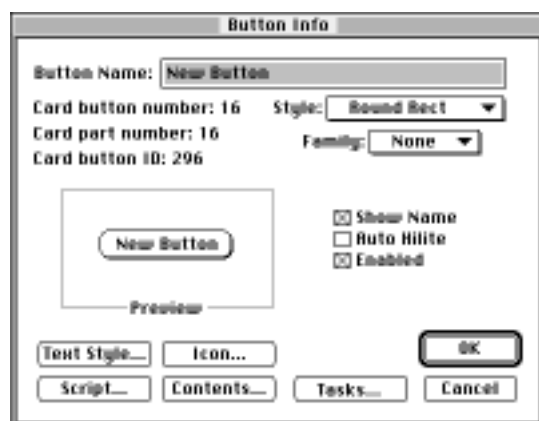 Button Info
Button Name: New Button
Card button number: 16 Style: Round Rect
Card part number: 16 Family: None
Card button ID: 296
New Button
Preview
Show Name
Auto Hilite
Enabled
Text Style... Icon... OK
Script... Contents... Tasks... Cancel